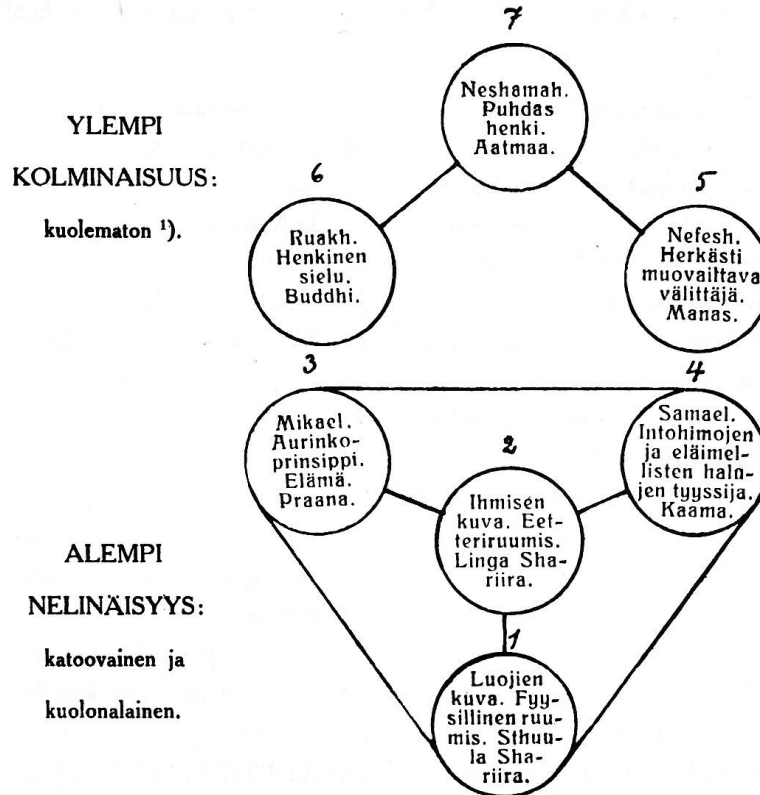 7
Neshamah.
Puhdas
henki.
Aatmaa.
YLEMPI
KOLMINAISUUS:
kuolematon ¹).
6
Ruakh.
Henkinen
sielu.
Buddhi.
5
Nefesh.
Herkästi
muovailtava
välittäjä.
Manas.
3
Mikael.
Aurinko-
prinsippi.
Elämä.
Praana.
4
Samael.
Intohimojen
ja eläimel-
listen halu-
jen tyyssija.
Kaama.
2
Ihmisen
kuva. Eet-
teriruumis.
Linga Sha-
riira.
ALEMPI
NELINÄISYYS:
katoovainen ja
kuolonalainen.
1
Luojien
kuva. Fyy-
sillinen ruu-
mis. Sthuu-
la Sha-
riira.